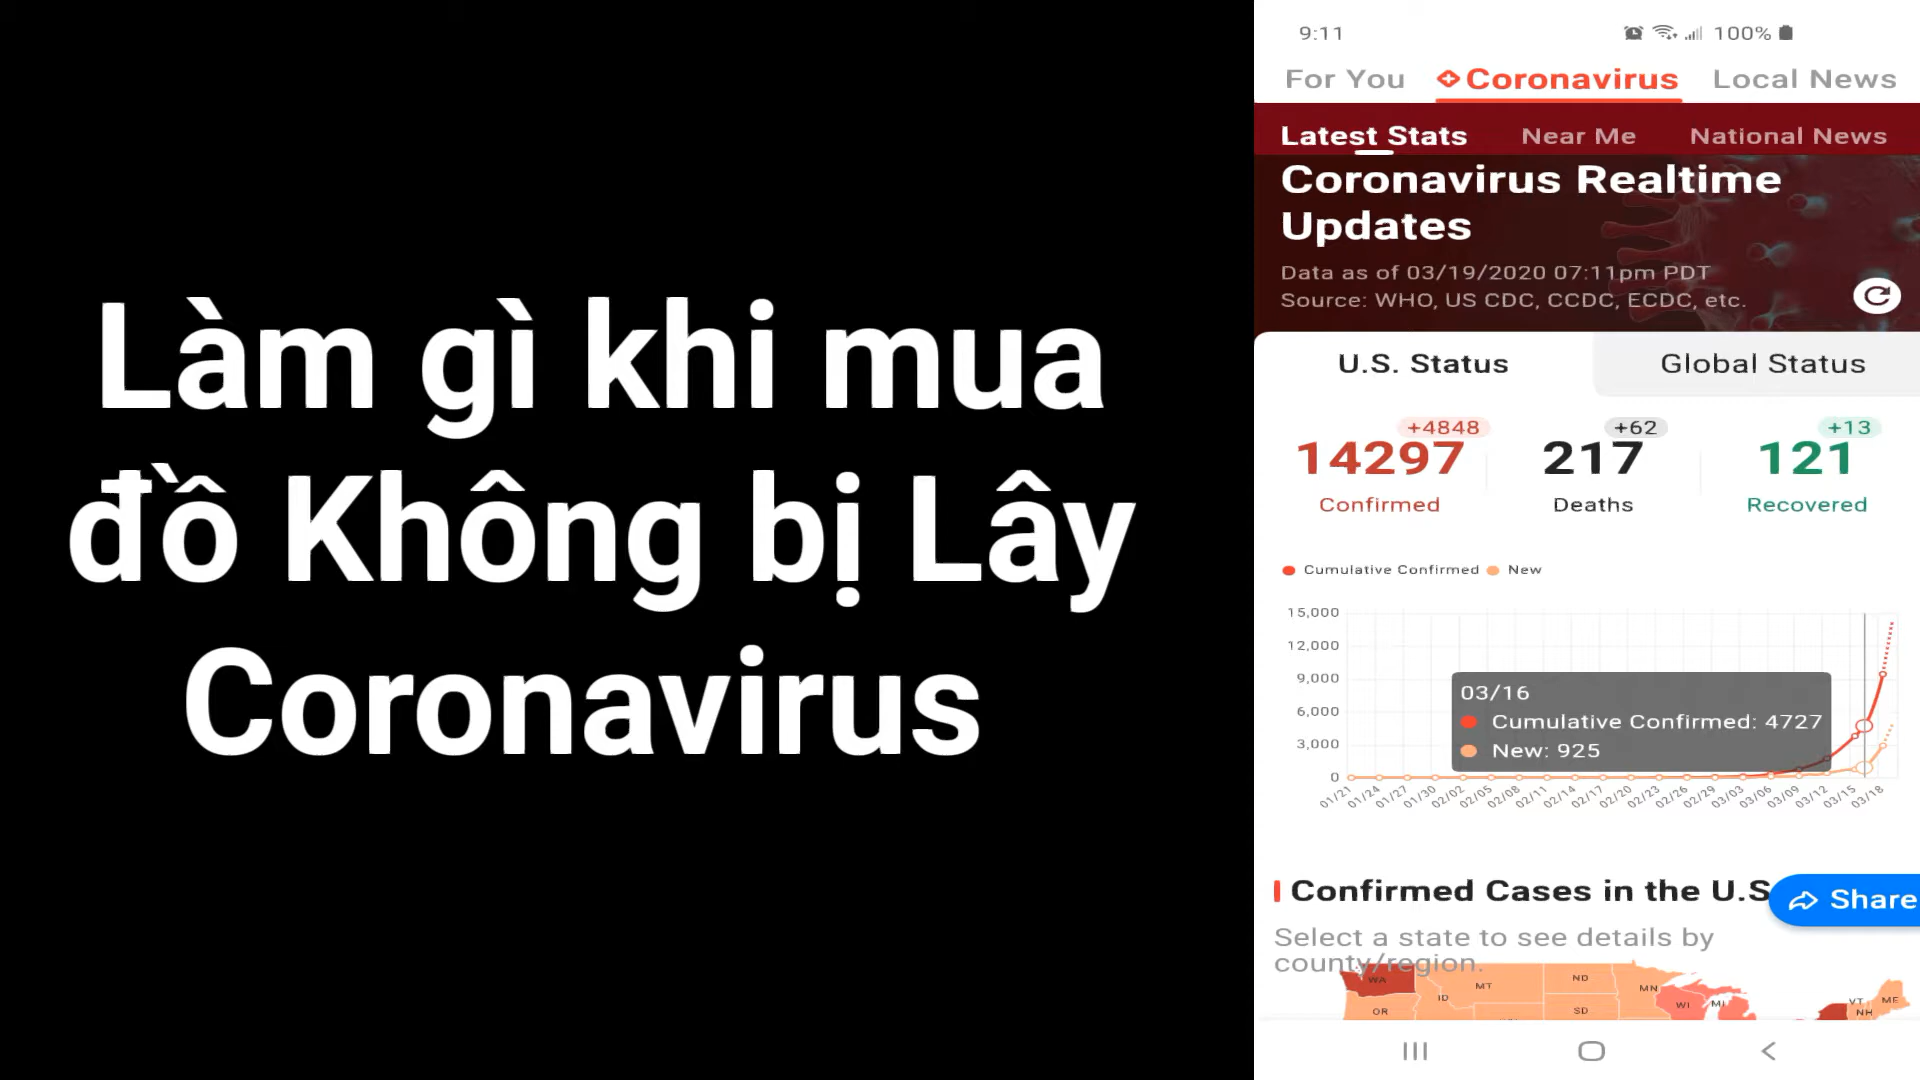 Làm gì khi mua
đồ Không bị Lây
Coronavirus
9:11
100%
For You
Coronavirus
Local News
Latest Stats
Near Me
National News
Coronavirus Realtime
Updates
Data as of 03/19/2020 07:11pm PDT
Source: WHO, US CDC, CCDC, ECDC, etc.
U.S. Status
Global Status
+4848
+62
+13
14297
217
121
Confirmed
Deaths
Recovered
Cumulative Confirmed
New
15,000
12,000
9,000
6,000
3,000
0
03/16
Cumulative Confirmed: 4727
New: 925
01/21
01/24
01/27
01/30
02/02
02/05
02/08
02/11
02/14
02/17
02/20
02/23
02/26
02/29
03/03
03/06
03/09
03/12
03/15
03/18
Confirmed Cases in the U.S
Share
Select a state to see details by
county/region.
WA
MT
ND
MN
ID
OR
SD
WI
MI
VT
NH
ME